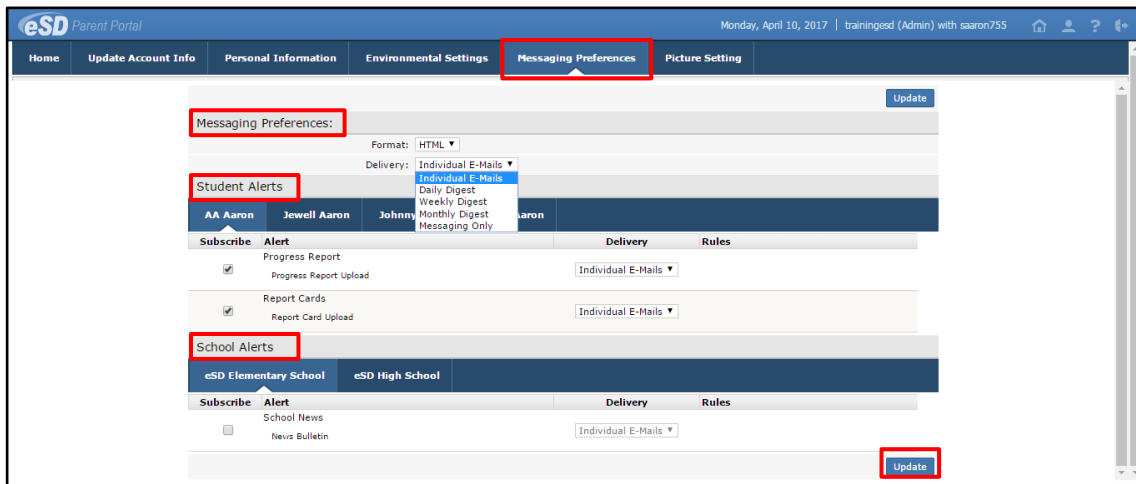 eSD Parent Portal Monday, April 10, 2017 | trainingesd (Admin) with saaron755 ?
Home Update Account Info Personal Information Environmental Settings Messaging Preferences Picture Setting
Update
Messaging Preferences:
Format: HTML
Delivery: Individual E-Mails
Individual E-Mails
Daily Digest
Weekly Digest
Monthly Digest
Messaging Only
Student Alerts
AA Aaron Jewell Aaron Johnny Aaron
Subscribe Alert Delivery Rules
Progress Report
Progress Report Upload Individual E-Mails
Report Cards
Report Card Upload Individual E-Mails
School Alerts
eSD Elementary School eSD High School
Subscribe Alert Delivery Rules
School News
News Bulletin Individual E-Mails
Update